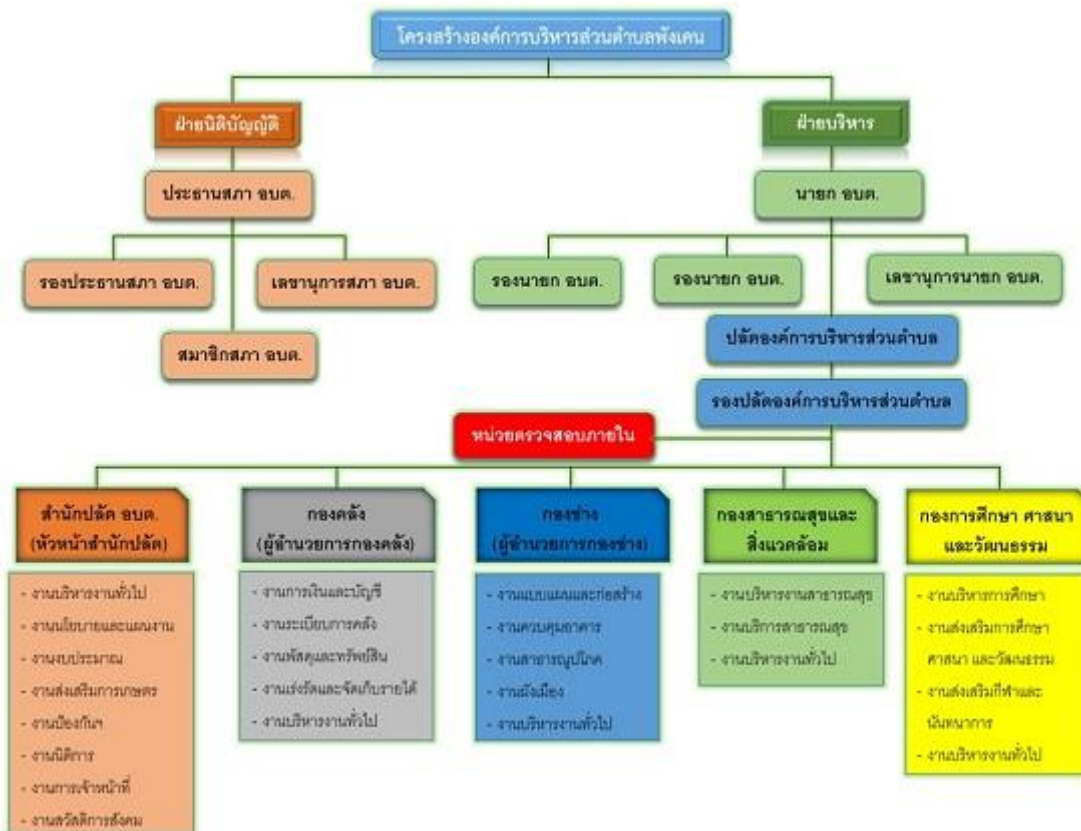 โครงสร้างองค์การบริหารส่วนตำบลพังเคน
ฝ่ายนิติบัญญัติ
ฝ่ายบริหาร
ประธานสภา อบต.
นายก อบต.
รองประธานสภา อบต.
เลขานุการสภา อบต.
รองนายก อบต.
รองนายก อบต.
เลขานุการนายก อบต.
สมาชิกสภา อบต.
ปลัดองค์การบริหารส่วนตำบล
รองปลัดองค์การบริหารส่วนตำบล
หน่วยตรวจสอบภายใน
สำนักปลัด อบต.
(หัวหน้าสำนักปลัด)
- งานบริหารงานทั่วไป
- งานนโยบายและแผนงาน
- งานงบประมาณ
- งานส่งเสริมการเกษตร
- งานป้องกันฯ
- งานนิติการ
- งานการเจ้าหน้าที่
- งานสวัสดิการสังคม
กองคลัง
(ผู้อำนวยการกองคลัง)
- งานการเงินและบัญชี
- งานระเบียบการคลัง
- งานพัสดุและทรัพย์สิน
- งานเร่งรัดและจัดเก็บรายได้
- งานบริหารงานทั่วไป
กองช่าง
(ผู้อำนวยการกองช่าง)
- งานแบบแผนและก่อสร้าง
- งานควบคุมอาคาร
- งานสาธารณูปโภค
- งานผังเมือง
- งานบริหารงานทั่วไป
กองสาธารณสุขและ
สิ่งแวดล้อม
- งานบริหารงานสาธารณสุข
- งานบริการสาธารณสุข
- งานบริหารงานทั่วไป
กองการศึกษา ศาสนา
และวัฒนธรรม
- งานบริหารการศึกษา
- งานส่งเสริมการศึกษา
ศาสนา และวัฒนธรรม
- งานส่งเสริมกีฬาและ
นันทนาการ
- งานบริหารงานทั่วไป